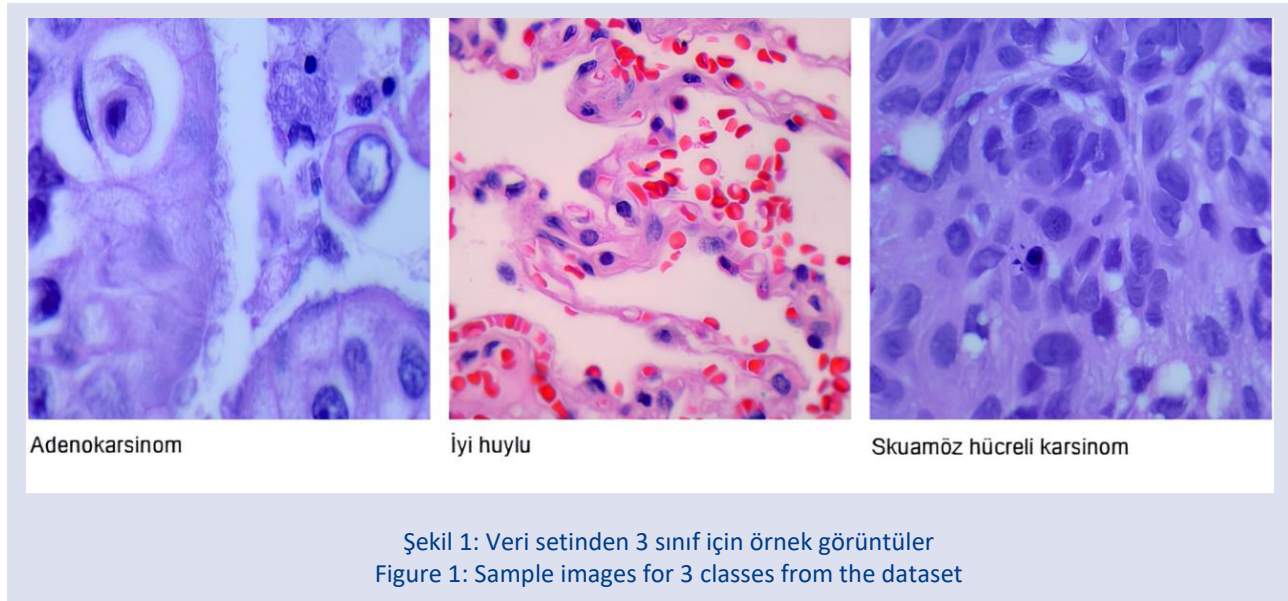 Adenokarsinom
İyi huylu
Skuamöz hücreli karsinom
Şekil 1: Veri setinden 3 sınıf için örnek görüntüler
Figure 1: Sample images for 3 classes from the dataset